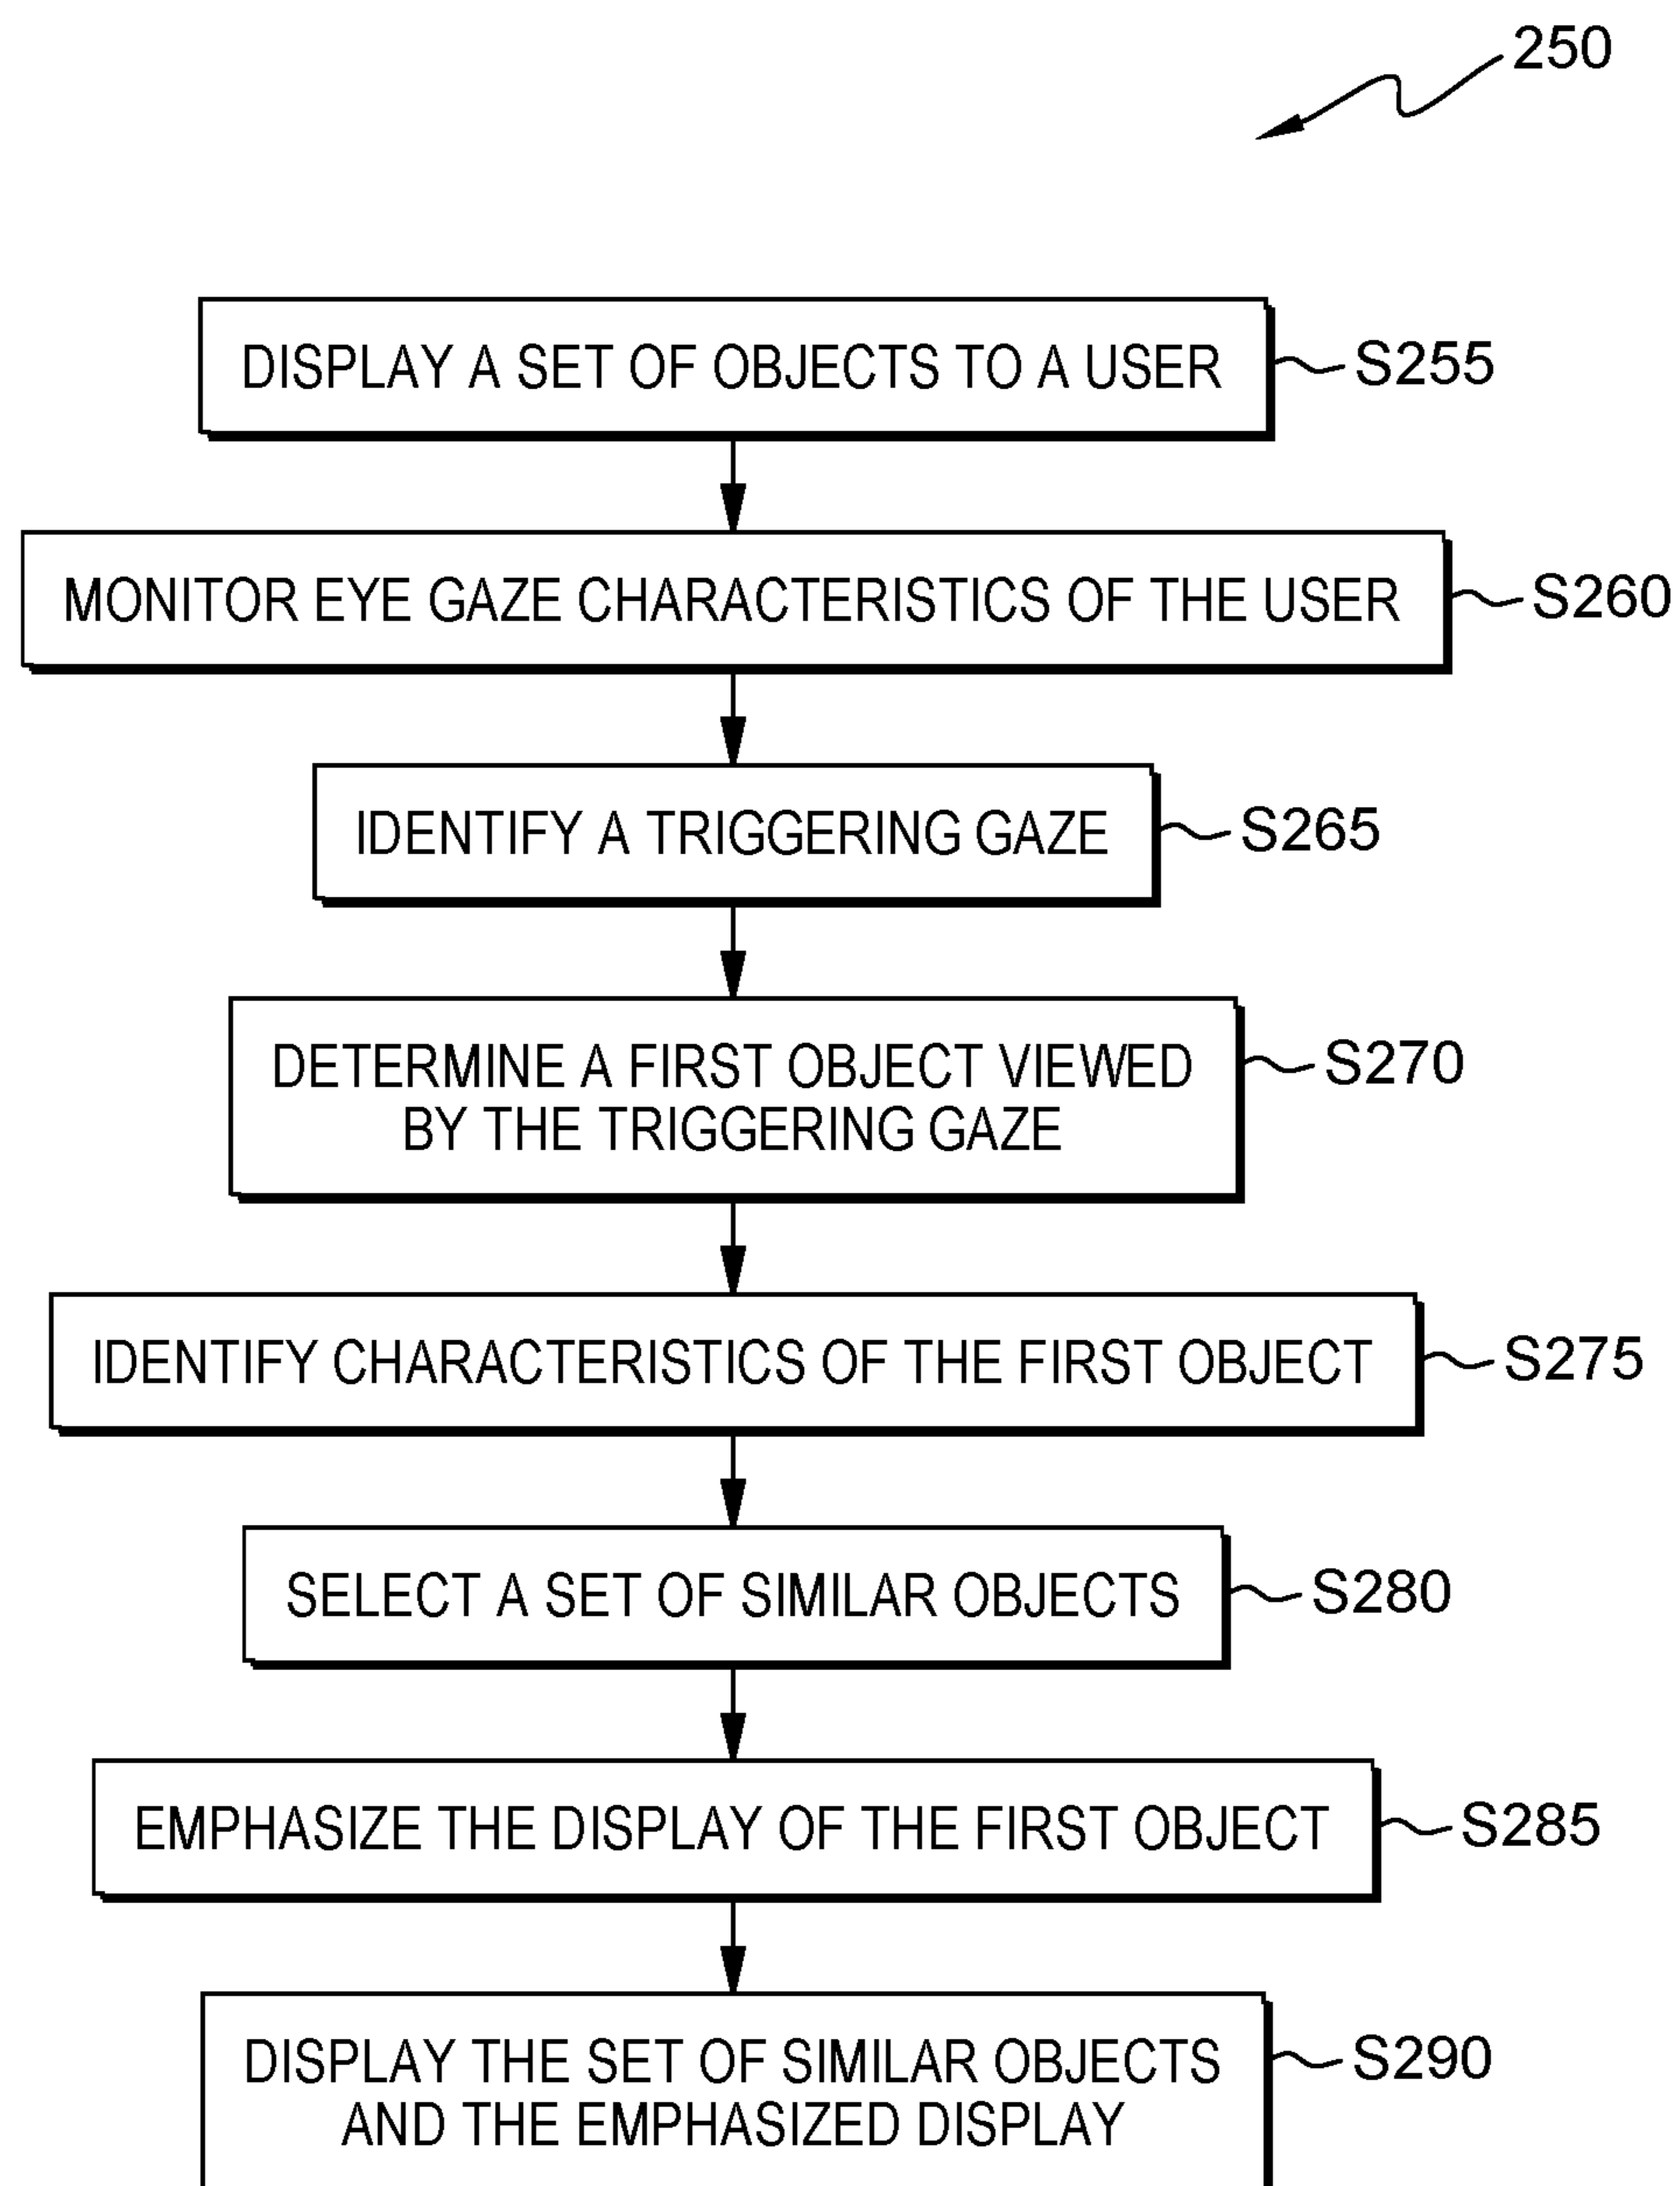 250
DISPLAY A SET OF OBJECTS TO A USER
S255
MONITOR EYE GAZE CHARACTERISTICS OF THE USER
S260
IDENTIFY A TRIGGERING GAZE
S265
DETERMINE A FIRST OBJECT VIEWED
BY THE TRIGGERING GAZE
S270
IDENTIFY CHARACTERISTICS OF THE FIRST OBJECT
S275
SELECT A SET OF SIMILAR OBJECTS
S280
EMPHASIZE THE DISPLAY OF THE FIRST OBJECT
S285
DISPLAY THE SET OF SIMILAR OBJECTS
AND THE EMPHASIZED DISPLAY
S290